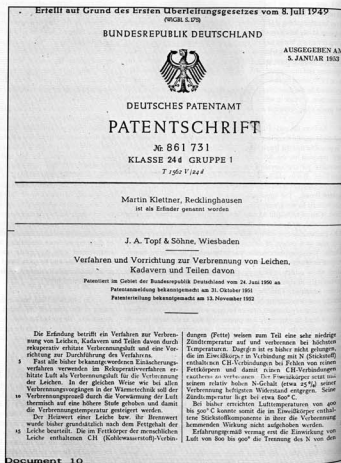 Erteilt auf Grund des Ersten Überleitungsgesetzes vom 8. Juli 1949
(WiGBl. S. 175)
BUNDESREPUBLIK DEUTSCHLAND
AUSGEGEBEN AM
5. JANUAR 1953
DEUTSCHES PATENTAMT
PATENTSCHRIFT
Nr. 861 731
KLASSE 24d GRUPPE 1
T 1562 V/24d
Martin Klettner, Recklinghausen
ist als Erfinder genannt worden
J. A. Topf & Söhne, Wiesbaden
Verfahren und Vorrichtung zur Verbrennung von Leichen,
Kadavern und Teilen davon
Patentiert im Gebiet der Bundesrepublik Deutschland vom 24. Juni 1950 an
Patentanmeldung bekanntgemacht am 31. Oktober 1951
Patenterteilung bekanntgemacht am 13. November 1952
Die Erfindung betrifft ein Verfahren zur Verbren-
nung von Leichen, Kadavern und Teilen davon durch
rekuperativ erhitzte Verbrennungsluft und eine Vor-
richtung zur Durchführung des Verfahrens.
5 Fast alle bisher bekanntgewordenen Einäscherungs-
verfahren verwenden im Rekuperativverfahren er-
hitzte Luft als Verbrennungsluft für die Verbrennung
der Leichen. In der gleichen Weise wie bei allen
Verbrennungsvorgängen in der Wärmetechnik soll der
10 Verbrennungsprozeß durch die Vorwärmung der Luft
thermisch auf eine höhere Stufe gehoben und damit
die Verbrennungstemperatur gesteigert werden.
Der Heizwert einer Leiche bzw. ihr Brennwert
wurde bisher grundsätzlich nach dem Fettgehalt der
15 Leiche beurteilt. Die im Fettkörper der menschlichen
Leiche enthaltenen CH (Kohlewasserstoff)-Verbin-
dungen (Fette) weisen zum Teil eine sehr niedrige
Zündtemperatur auf und verbrennen bei höchsten
Temperaturen. Dagegen ist es bisher nicht gelungen,
die im Eiweißkörper in Verbindung mit N (Stickstoff)
enthaltenen CH-Verbindungen bei Fehlen von reinen
Fettkörpern und damit reinen CH-Verbindungen
restlos zu verbrennen. Der Eiweißkörper setzt mit
seinem relativ hohen N-Gehalt (etwa 25 %) seiner
Verbrennung heftigsten Widerstand entgegen. Seine
Zündtemperatur liegt bei etwa 800° C.
Bei bisher erreichten Lufttemperaturen von 400
bis 500° C konnte somit die im Eiweißkörper enthal-
tene Stickstoffkomponente in ihrer die Verbrennung
hemmenden Wirkung nicht aufgehoben werden.
Erfahrungsgemäß vermag erst die Einwirkung von
Luft von 800 bis 900° die Trennung des N von den
Document 10